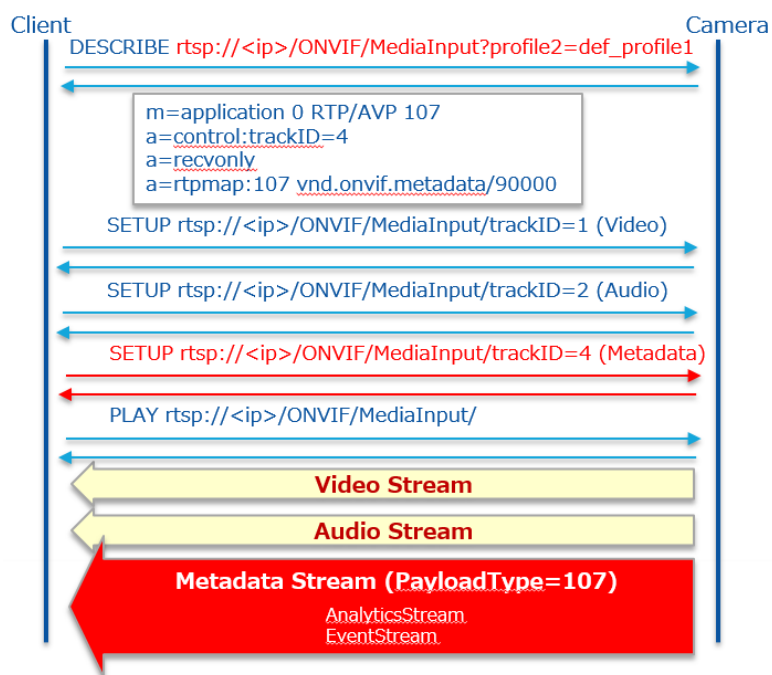 Client
Camera
DESCRIBE rtsp://<ip>/ONVIF/MediaInput?profile2=def_profile1
m=application 0 RTP/AVP 107
a=control:trackID=4
a=recvonly
a=rtpmap:107 vnd.onvif.metadata/90000
SETUP rtsp://<ip>/ONVIF/MediaInput/trackID=1 (Video)
SETUP rtsp://<ip>/ONVIF/MediaInput/trackID=2 (Audio)
SETUP rtsp://<ip>/ONVIF/MediaInput/trackID=4 (Metadata)
PLAY rtsp://<ip>/ONVIF/MediaInput/
Video Stream
Audio Stream
Metadata Stream (PayloadType=107)
AnalyticsStream
EventStream